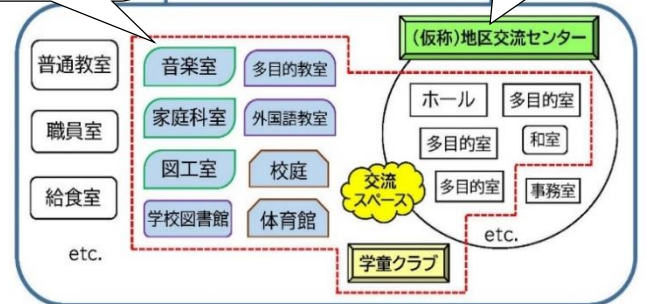 (仮称)地区交流センター
普通教室
職員室
給食室
etc.
音楽室
多目的教室
家庭科室
外国語教室
図工室
校庭
学校図書館
体育館
ホール
多目的室
多目的室
和室
多目的室
事務室
etc.
交流
スペース
学童クラブ